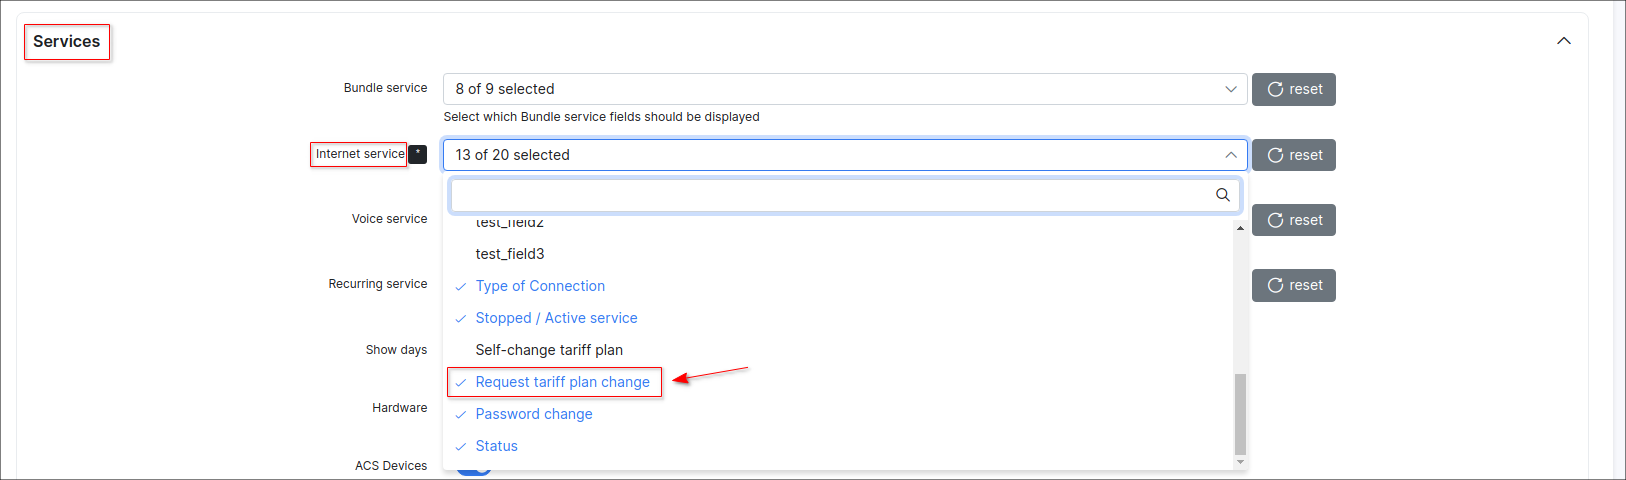 Services
Bundle service
8 of 9 selected
reset
Select which Bundle service fields should be displayed
Internet service *
13 of 20 selected
reset
test_field2
Voice service
reset
test_field3
Recurring service
Type of Connection
reset
Stopped / Active service
Show days
Self-change tariff plan
Request tariff plan change
Hardware
Password change
Status
ACS Devices